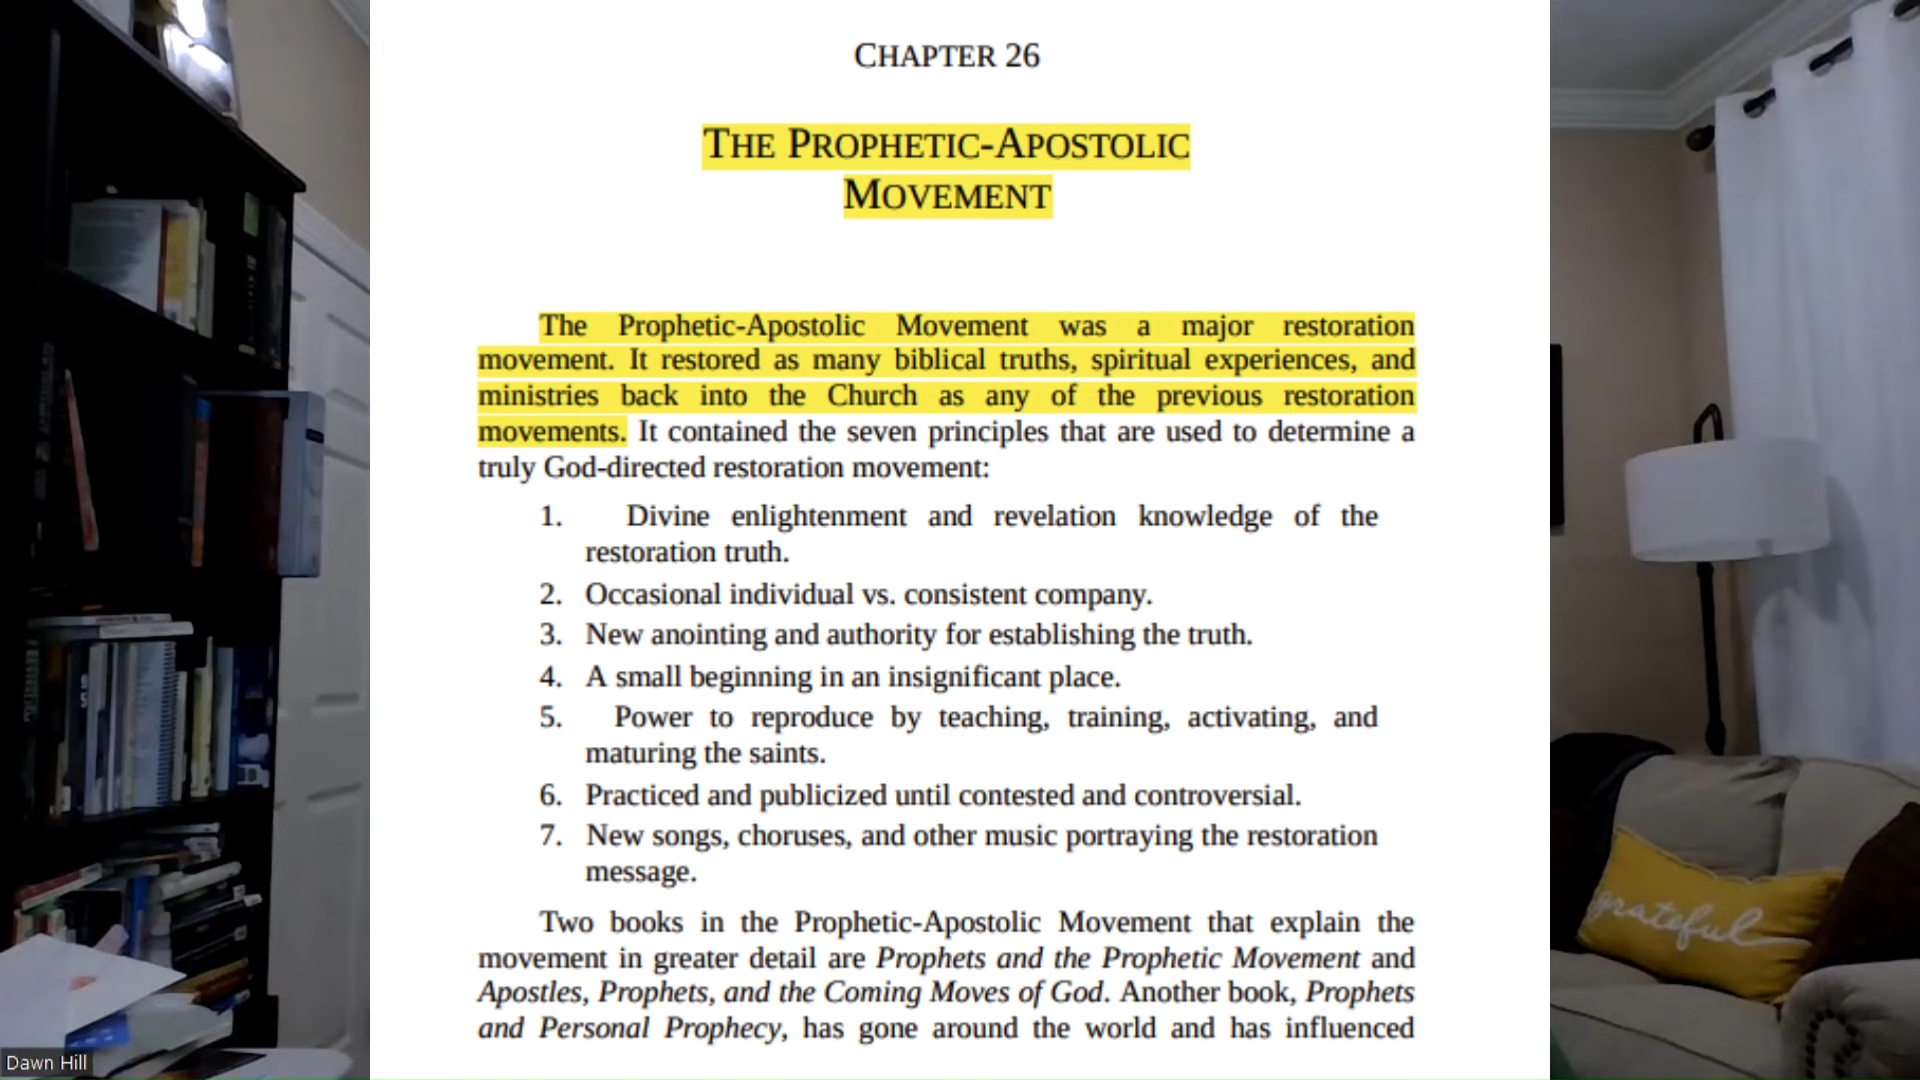 CHAPTER 26
THE PROPHETIC-APOSTOLIC
MOVEMENT
The Prophetic-Apostolic Movement was a major restoration
movement. It restored as many biblical truths, spiritual experiences, and
ministries back into the Church as any of the previous restoration
movements. It contained the seven principles that are used to determine a
truly God-directed restoration movement:
1. Divine enlightenment and revelation knowledge of the
restoration truth.
2. Occasional individual vs. consistent company.
3. New anointing and authority for establishing the truth.
4. A small beginning in an insignificant place.
5. Power to reproduce by teaching, training, activating, and
maturing the saints.
6. Practiced and publicized until contested and controversial.
7. New songs, choruses, and other music portraying the restoration
message.
Two books in the Prophetic-Apostolic Movement that explain the
movement in greater detail are Prophets and the Prophetic Movement and
Apostles, Prophets, and the Coming Moves of God. Another book, Prophets
and Personal Prophecy, has gone around the world and has influenced
grateful
Dawn Hill